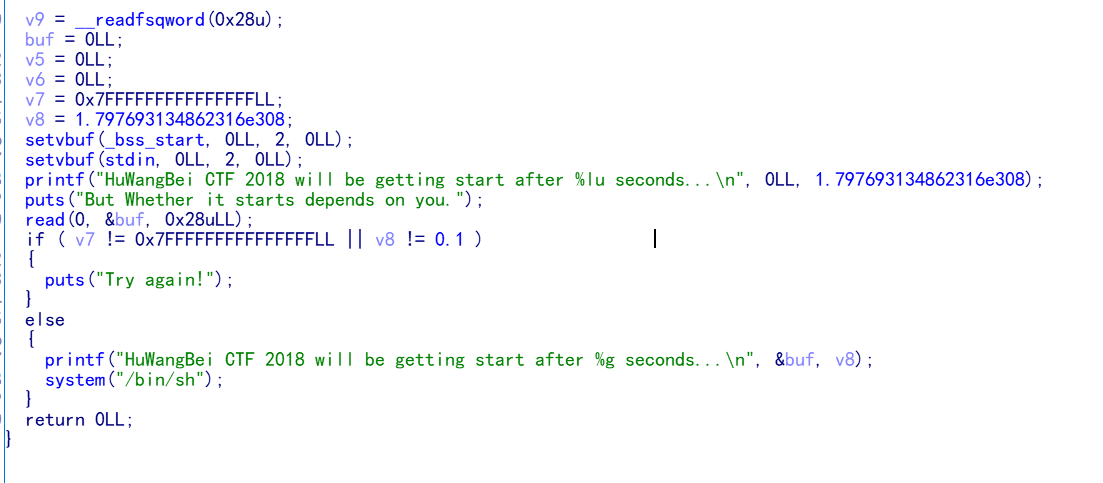 v9 = __readfsqword(0x28u);
buf = 0LL;
v5 = 0LL;
v6 = 0LL;
v7 = 0x7FFFFFFFFFFFFFFFLL;
v8 = 1.797693134862316e308;
setvbuf(_bss_start, 0LL, 2, 0LL);
setvbuf(stdin, 0LL, 2, 0LL);
printf("HuWangBei CTF 2018 will be getting start after %lu seconds...\n", 0LL, 1.797693134862316e308);
puts("But Whether it starts depends on you.");
read(0, &buf, 0x28uLL);
if ( v7 != 0x7FFFFFFFFFFFFFFFLL || v8 != 0.1 )
{
puts("Try again!");
}
else
{
printf("HuWangBei CTF 2018 will be getting start after %g seconds...\n", &buf, v8);
system("/bin/sh");
}
return 0LL;
}